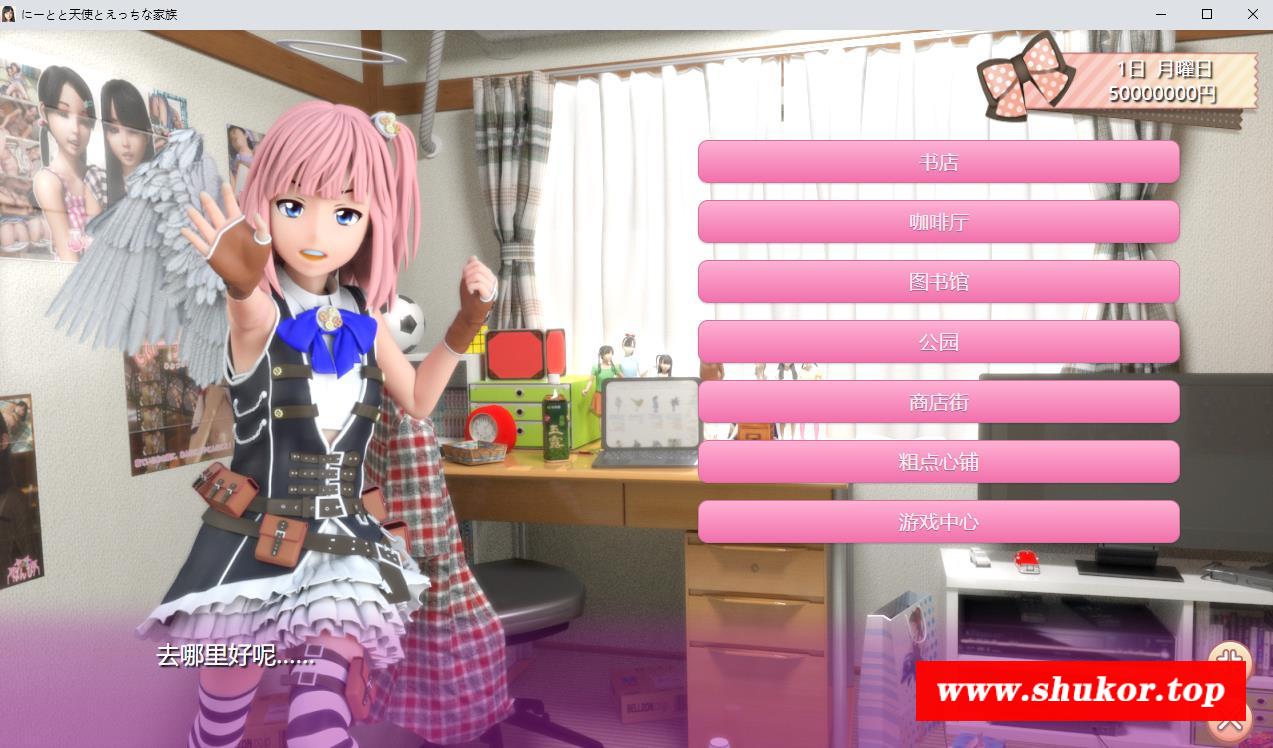 にーとと天使とえっちな家族
1日 月曜日
50000000円
书店
咖啡厅
图书馆
公园
商店街
粗点心铺
游戏中心
玉露
去哪里好呢……
www.shukor.top